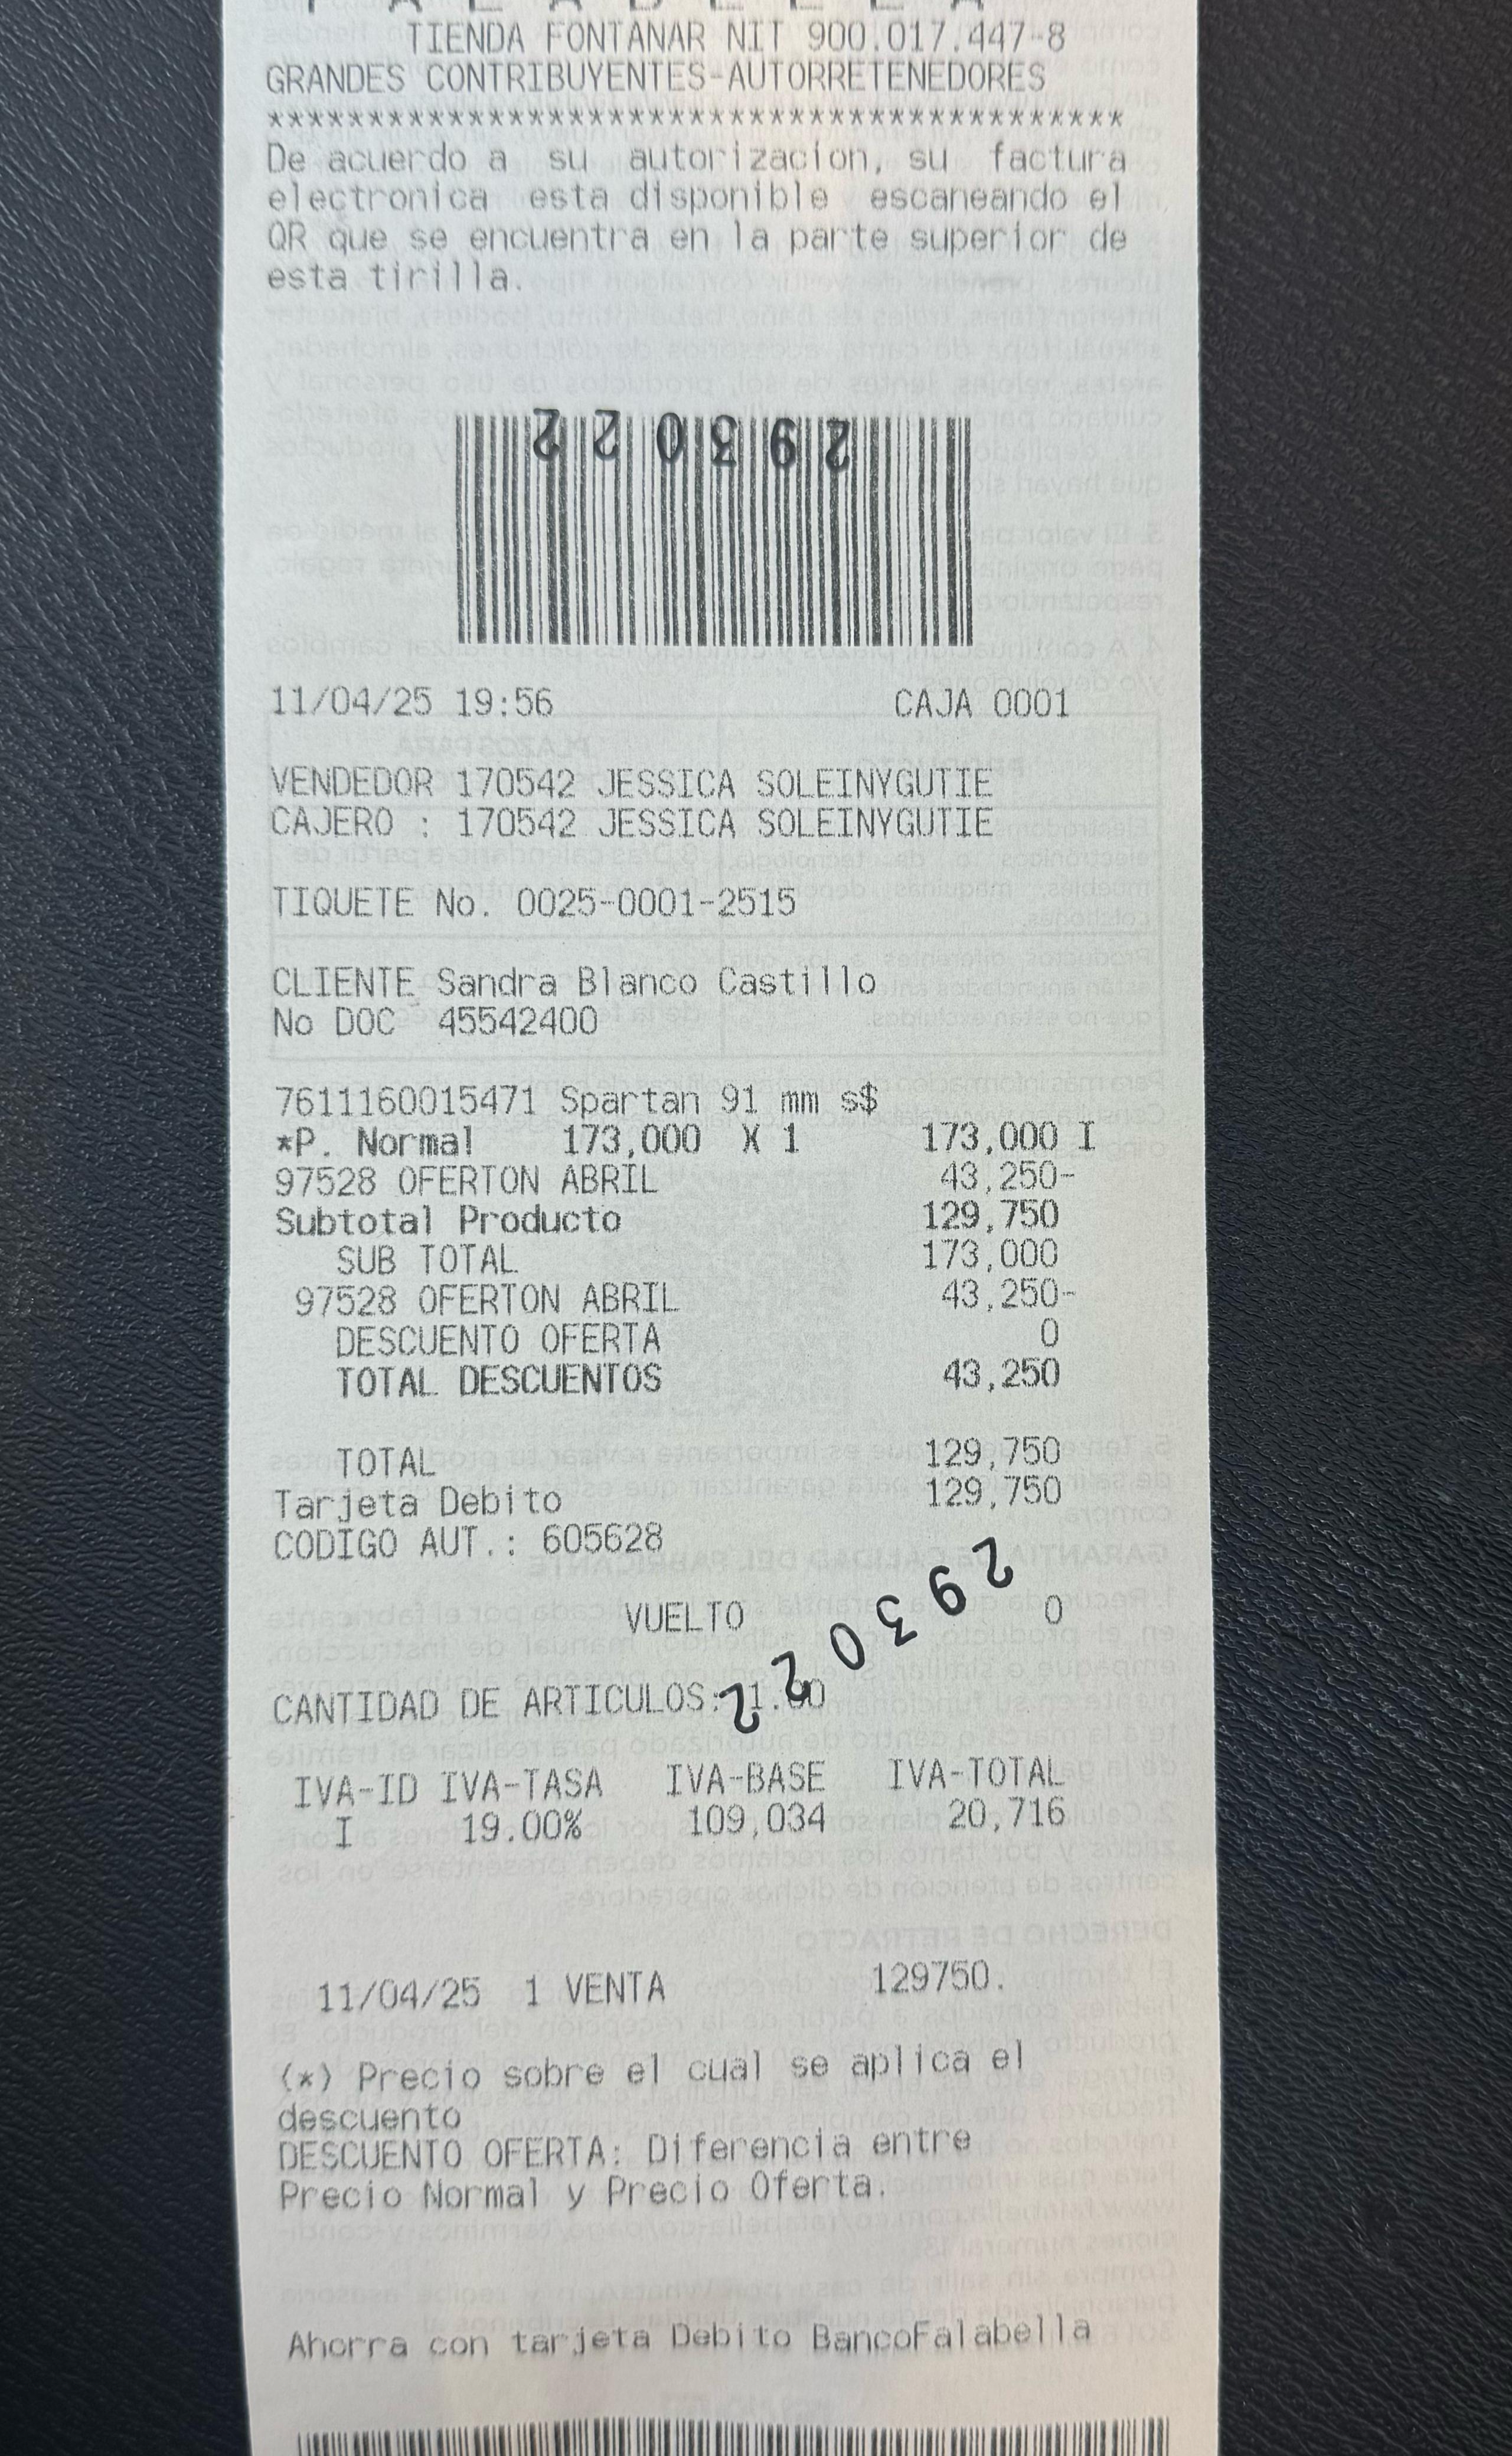 FALABELLA
TIENDA FONTANAR NIT 900.017.447-8
GRANDES CONTRIBUYENTES-AUTORRETENEDORES
*******************************************
De acuerdo a su autorizacion, su factura
electronica esta disponible escaneando el
QR que se encuentra en la parte superior de
esta tirilla.
293022
11/04/25 19:56 CAJA 0001
VENDEDOR 170542 JESSICA SOLEINYGUTIE
CAJERO : 170542 JESSICA SOLEINYGUTIE
TIQUETE No. 0025-0001-2515
CLIENTE Sandra Blanco Castillo
No DOC 45542400
7611160015471 Spartan 91 mm s$
*P. Normal 173,000 X 1 173,000 I
97528 OFERTON ABRIL 43,250-
Subtotal Producto 129,750
SUB TOTAL 173,000
97528 OFERTON ABRIL 43,250-
DESCUENTO OFERTA 0
TOTAL DESCUENTOS 43,250
TOTAL 129,750
Tarjeta Debito 129,750
CODIGO AUT.: 605628
293022
VUELTO 0
CANTIDAD DE ARTICULOS: 1.00
IVA-ID IVA-TASA IVA-BASE IVA-TOTAL
I 19.00% 109,034 20,716
11/04/25 1 VENTA 129750.
(*) Precio sobre el cual se aplica el
descuento
DESCUENTO OFERTA: Diferencia entre
Precio Normal y Precio Oferta.
Ahorra con tarjeta Debito BancoFalabella